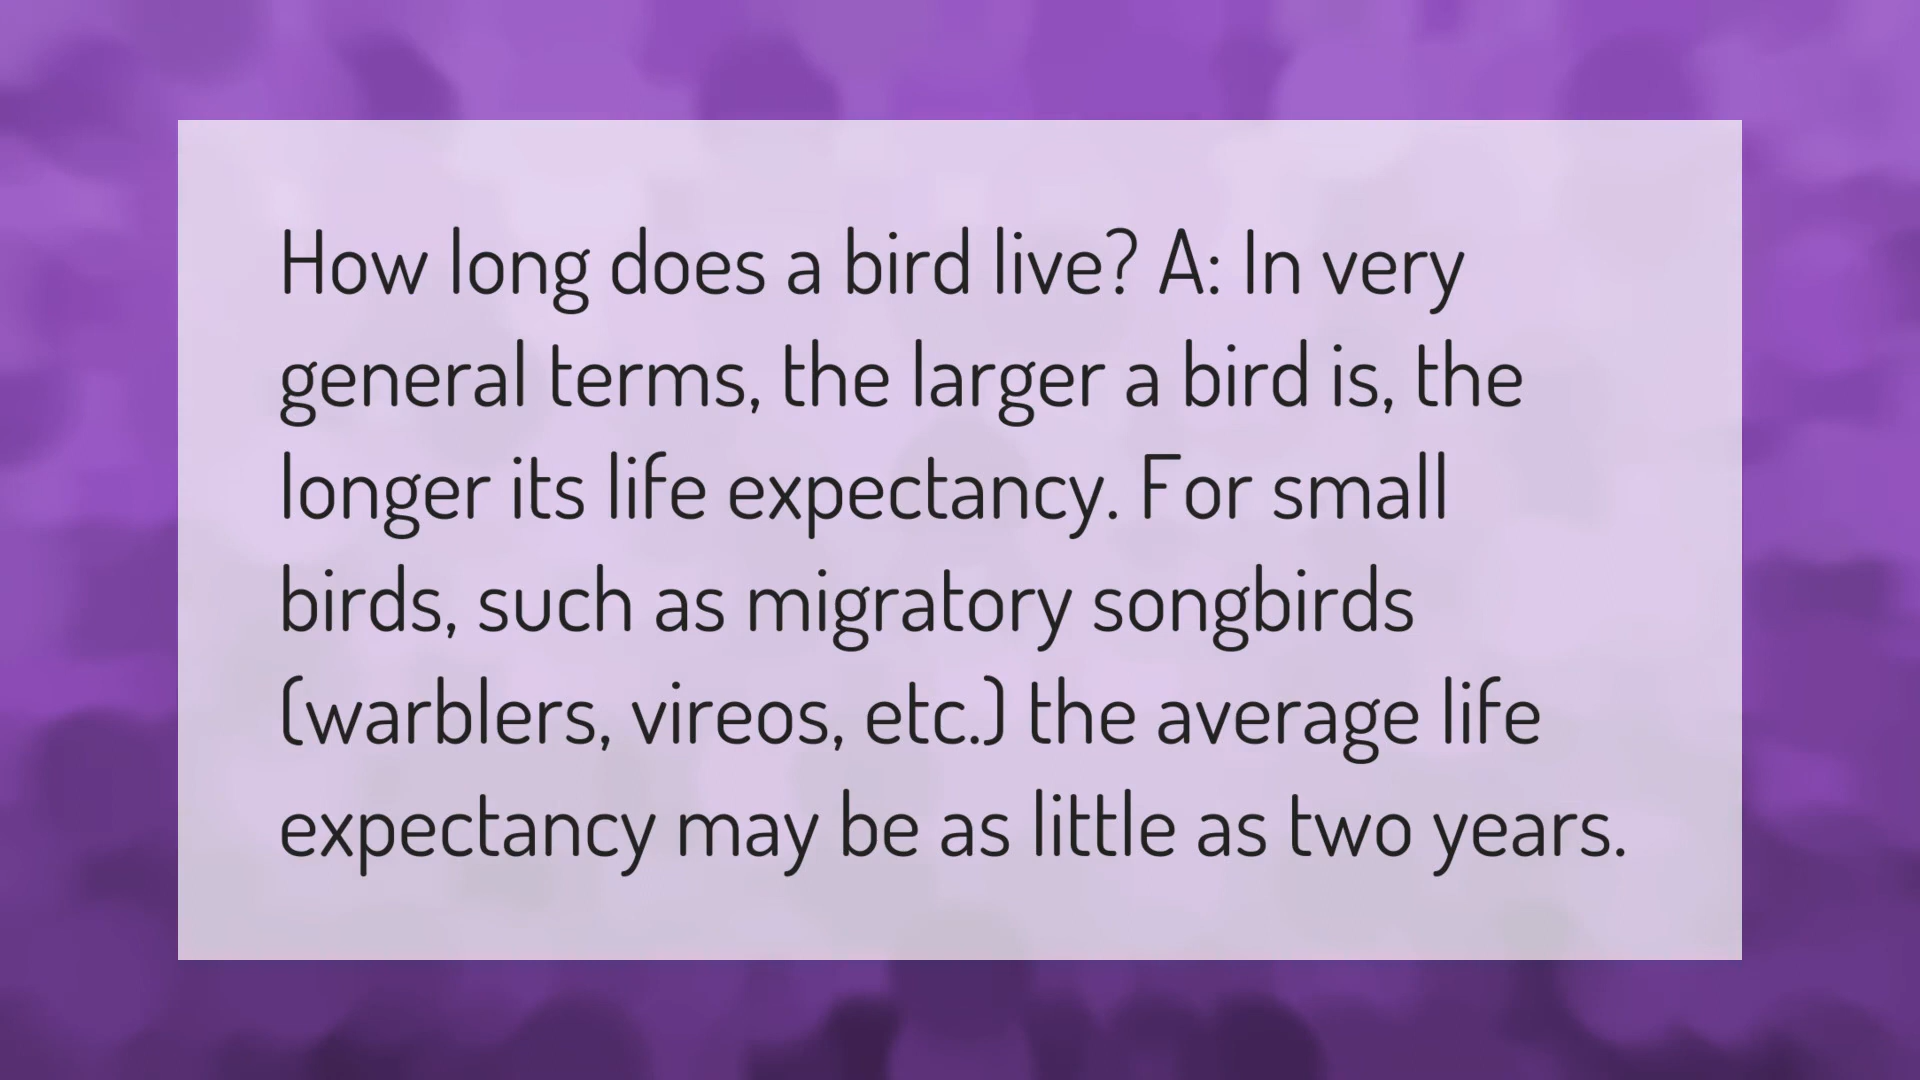 How long does a bird live? A: In very
general terms, the larger a bird is, the
longer its life expectancy. For small
birds, such as migratory songbirds
(warblers, vireos, etc.) the average life
expectancy may be as little as two years.